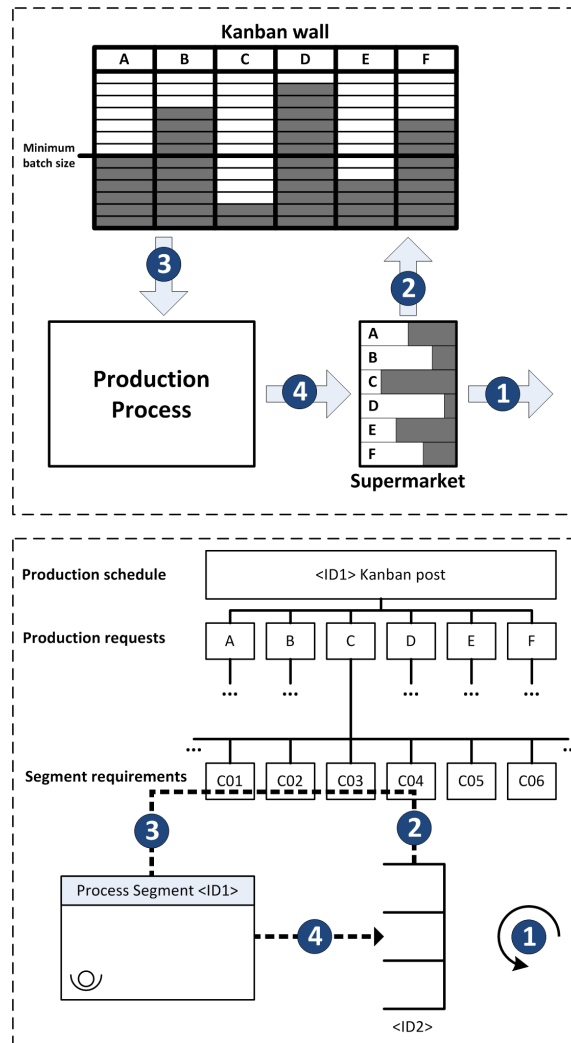 Kanban wall
A B C D E F
Minimum
batch size
3
2
Production
Process
4
A
B
C
D
E
F
1
Supermarket
Production schedule
<ID1> Kanban post
Production requests
A B C D E F
... ... ... ... ...
... ...
Segment requirements
C01 C02 C03 C04 C05 C06
3
2
Process Segment <ID1>
4
1
<ID2>